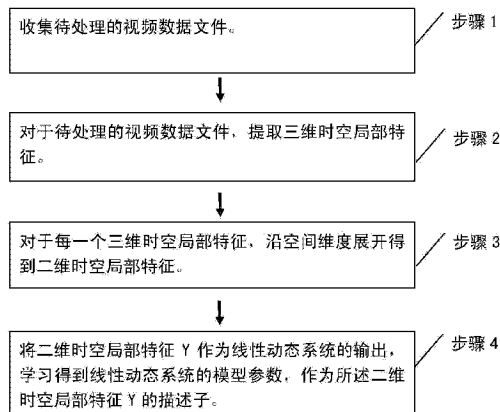 收集待处理的视频数据文件。
步骤 1
对于待处理的视频数据文件，提取三维时空局部特
征。
步骤 2
对于每一个三维时空局部特征，沿空间维度展开得
到二维时空局部特征。
步骤 3
将二维时空局部特征 Y 作为线性动态系统的输出，
学习得到线性动态系统的模型参数，作为所述二维
时空局部特征 Y 的描述子。
步骤 4